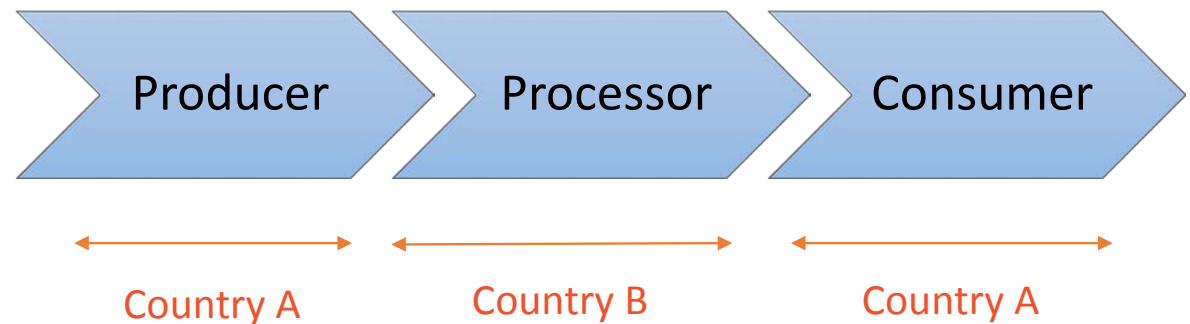 Producer
Processor
Consumer
Country A
Country B
Country A